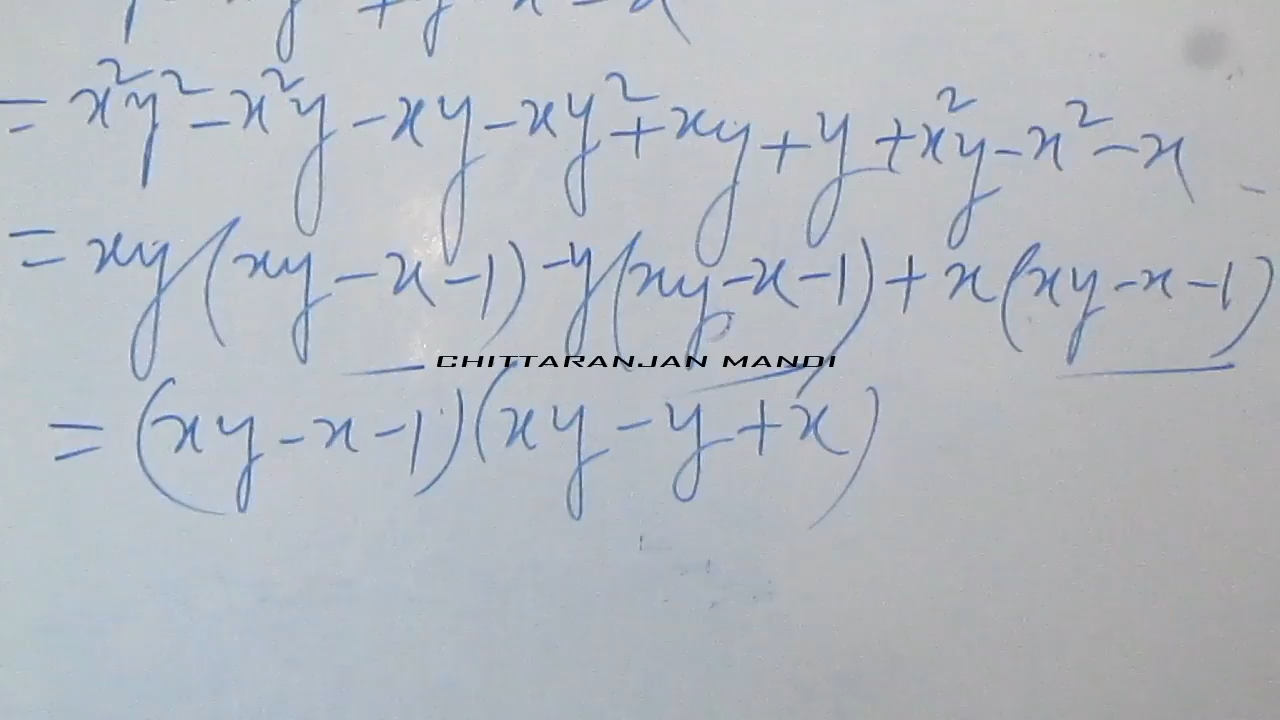 = x²y² - x²y - xy - xy² + xy + y + x²y - x² - x
= xy(xy - x - 1) - y(xy - x - 1) + x(xy - x - 1)
CHITTARANJAN MANDI
= (xy - x - 1)(xy - y + x)